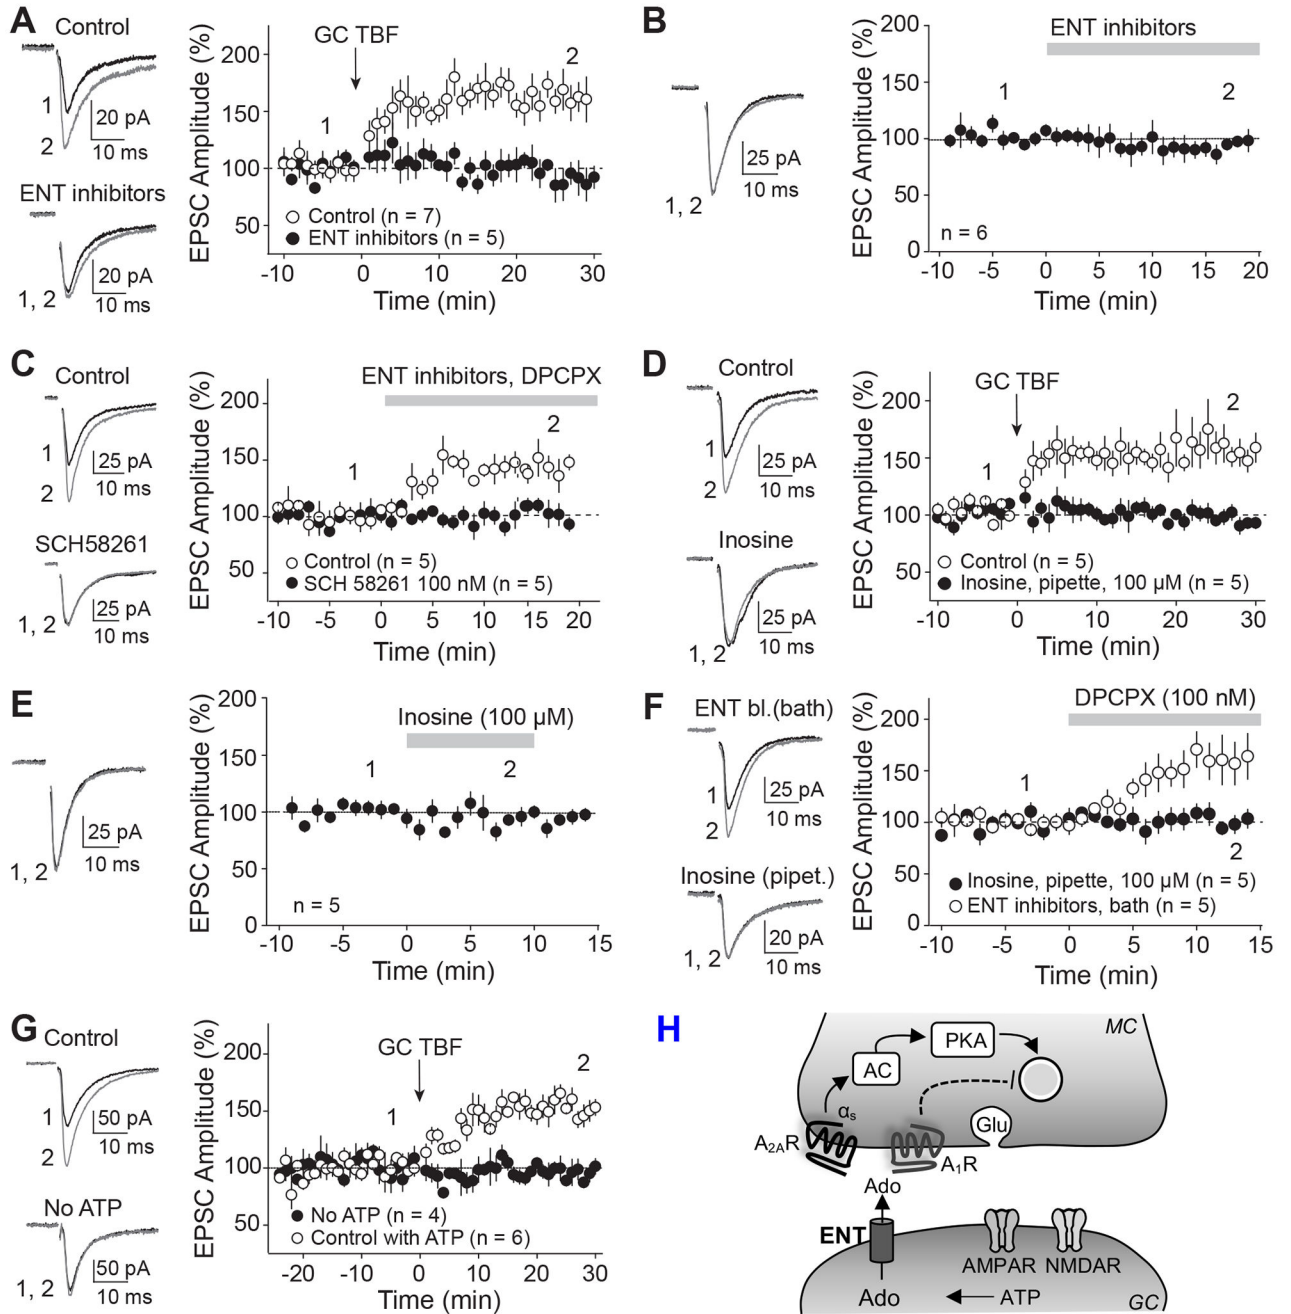 A
Control
1
2
20 pA
10 ms
ENT inhibitors
1, 2
20 pA
10 ms
EPSC Amplitude (%)
200
150
100
50
GC TBF
1
2
Control (n = 7)
ENT inhibitors (n = 5)
-10 0 10 20 30
Time (min)
B
1, 2
25 pA
10 ms
EPSC Amplitude (%)
200
150
100
50
0
ENT inhibitors
1
2
n = 6
-10 -5 0 5 10 15 20
Time (min)
C
Control
1
2
25 pA
10 ms
SCH58261
1, 2
25 pA
10 ms
EPSC Amplitude (%)
200
150
100
50
ENT inhibitors, DPCPX
1
2
Control (n = 5)
SCH 58261 100 nM (n = 5)
-10 -5 0 5 10 15 20
Time (min)
D
Control
1
2
25 pA
10 ms
Inosine
1, 2
25 pA
10 ms
EPSC Amplitude (%)
200
150
100
50
GC TBF
1
2
Control (n = 5)
Inosine, pipette, 100 µM (n = 5)
-10 0 10 20 30
Time (min)
E
1, 2
25 pA
10 ms
EPSC Amplitude (%)
200
150
100
50
0
Inosine (100 µM)
1
2
n = 5
-10 -5 0 5 10 15
Time (min)
F
ENT bl.(bath)
1
2
25 pA
10 ms
Inosine (pipet.)
1, 2
20 pA
10 ms
EPSC Amplitude (%)
200
150
100
50
0
DPCPX (100 nM)
1
2
Inosine, pipette, 100 µM (n = 5)
ENT inhibitors, bath (n = 5)
-10 -5 0 5 10 15
Time (min)
G
Control
1
2
50 pA
10 ms
No ATP
1, 2
50 pA
10 ms
EPSC Amplitude (%)
200
150
100
50
GC TBF
1
2
No ATP (n = 4)
Control with ATP (n = 6)
-20 -10 0 10 20 30
Time (min)
H
MC
PKA
AC
αs
Glu
A2AR
A1R
Ado
ENT
AMPAR NMDAR
Ado
ATP
GC